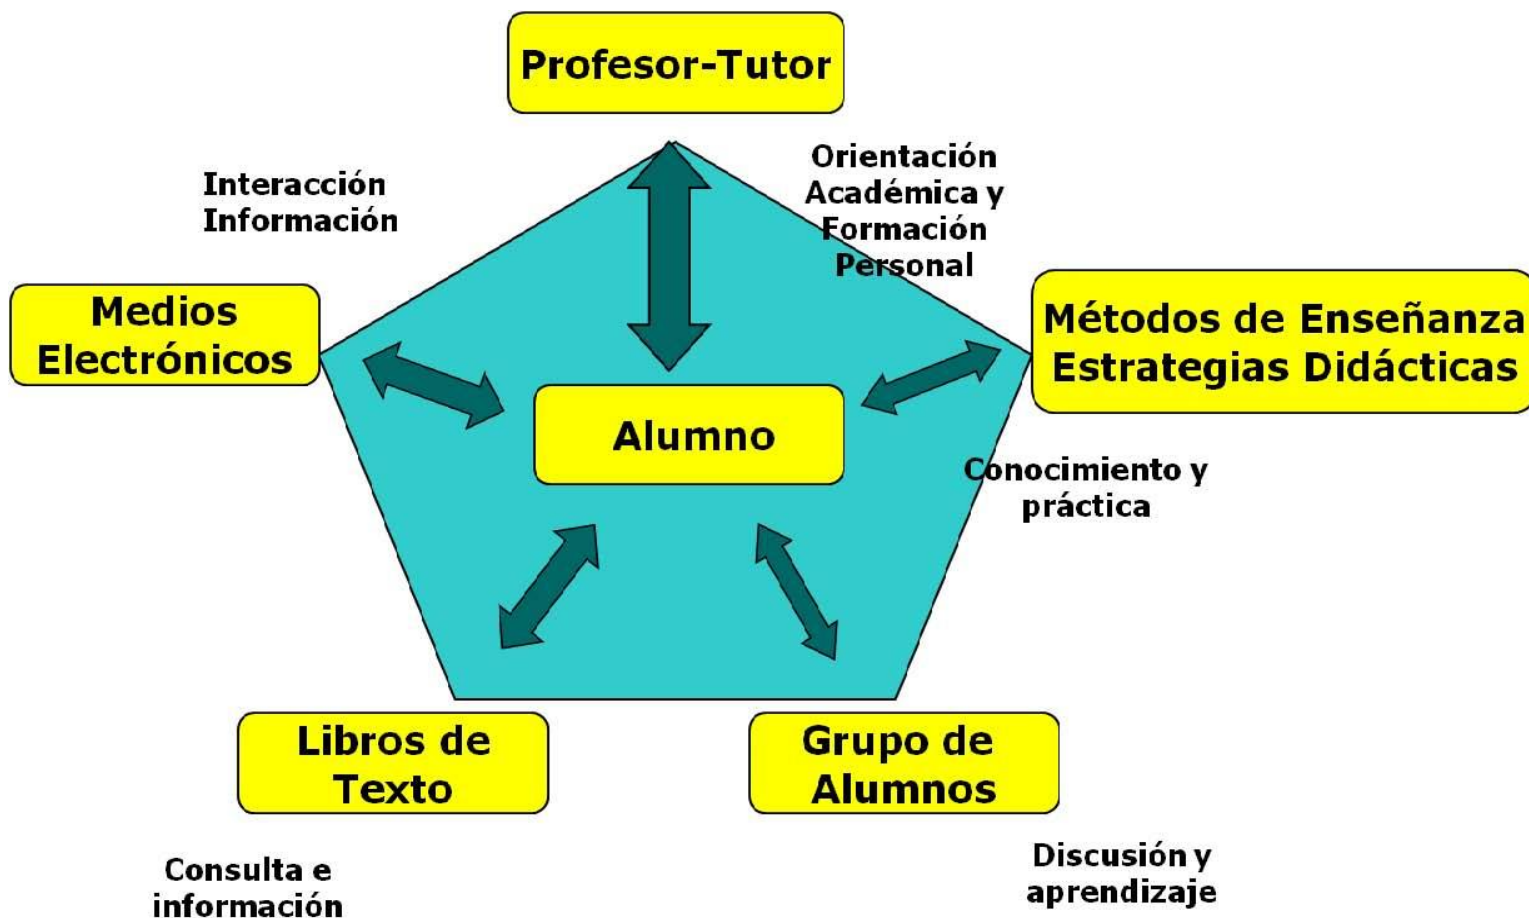 Profesor-Tutor
Interacción
Información
Orientación
Académica y
Formación
Personal
Medios
Electrónicos
Métodos de Enseñanza
Estrategias Didácticas
Alumno
Conocimiento y
práctica
Libros de
Texto
Grupo de
Alumnos
Consulta e
información
Discusión y
aprendizaje